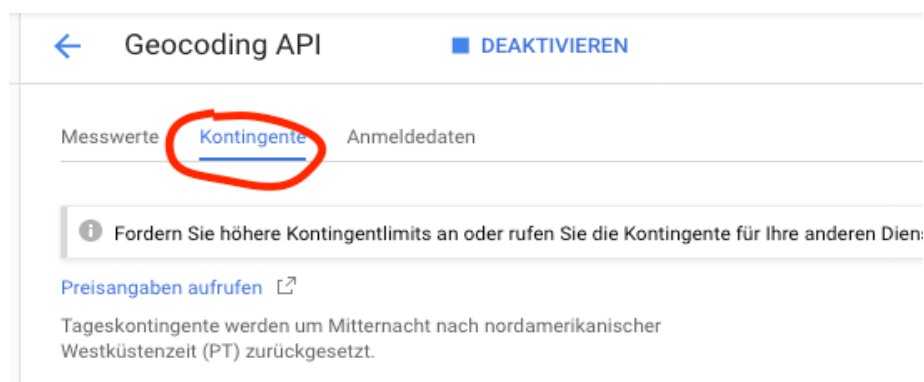 Geocoding API DEAKTIVIEREN
Messwerte Kontingente Anmeldedaten
Fordern Sie höhere Kontingentlimits an oder rufen Sie die Kontingente für Ihre anderen Diens
Preisangaben aufrufen
Tageskontingente werden um Mitternacht nach nordamerikanischer
Westküstenzeit (PT) zurückgesetzt.